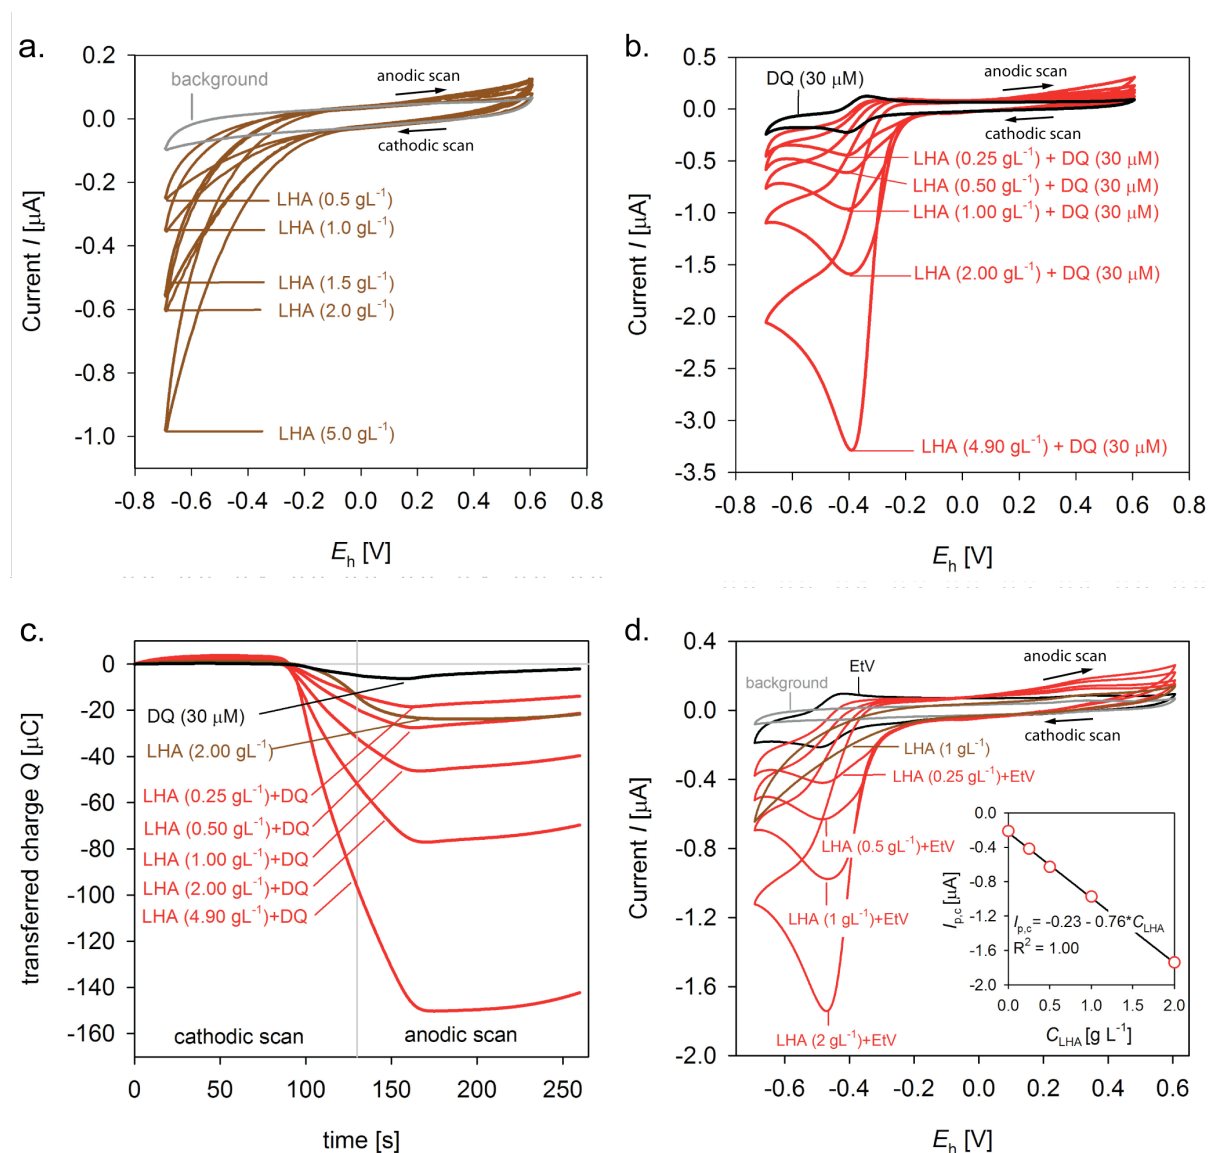 a.
0.2
0.0
-0.2
-0.4
-0.6
-0.8
-1.0
Current I [µA]
background
anodic scan
cathodic scan
LHA (0.5 gL⁻¹)
LHA (1.0 gL⁻¹)
LHA (1.5 gL⁻¹)
LHA (2.0 gL⁻¹)
LHA (5.0 gL⁻¹)
-0.8 -0.6 -0.4 -0.2 0.0 0.2 0.4 0.6 0.8
Eh [V]
b.
0.5
0.0
-0.5
-1.0
-1.5
-2.0
-2.5
-3.0
-3.5
Current I [µA]
DQ (30 µM)
anodic scan
cathodic scan
LHA (0.25 gL⁻¹) + DQ (30 µM)
LHA (0.50 gL⁻¹) + DQ (30 µM)
LHA (1.00 gL⁻¹) + DQ (30 µM)
LHA (2.00 gL⁻¹) + DQ (30 µM)
LHA (4.90 gL⁻¹) + DQ (30 µM)
-0.8 -0.6 -0.4 -0.2 0.0 0.2 0.4 0.6 0.8
Eh [V]
c.
0
-20
-40
-60
-80
-100
-120
-140
-160
transferred charge Q [µC]
DQ (30 µM)
LHA (2.00 gL⁻¹)
LHA (0.25 gL⁻¹)+DQ
LHA (0.50 gL⁻¹)+DQ
LHA (1.00 gL⁻¹)+DQ
LHA (2.00 gL⁻¹)+DQ
LHA (4.90 gL⁻¹)+DQ
cathodic scan
anodic scan
0 50 100 150 200 250
time [s]
d.
0.4
0.0
-0.4
-0.8
-1.2
-1.6
-2.0
Current I [µA]
EtV
background
anodic scan
cathodic scan
LHA (1 gL⁻¹)
LHA (0.25 gL⁻¹)+EtV
LHA (0.5 gL⁻¹)+EtV
LHA (1 gL⁻¹)+EtV
LHA (2 gL⁻¹)+EtV
0.0
-0.4
-0.8
-1.2
-1.6
-2.0
Ip,c [µA]
Ip,c = -0.23 - 0.76*CLHA
R² = 1.00
0.0 0.5 1.0 1.5 2.0
CLHA [g L⁻¹]
-0.8 -0.6 -0.4 -0.2 0.0 0.2 0.4 0.6
Eh [V]